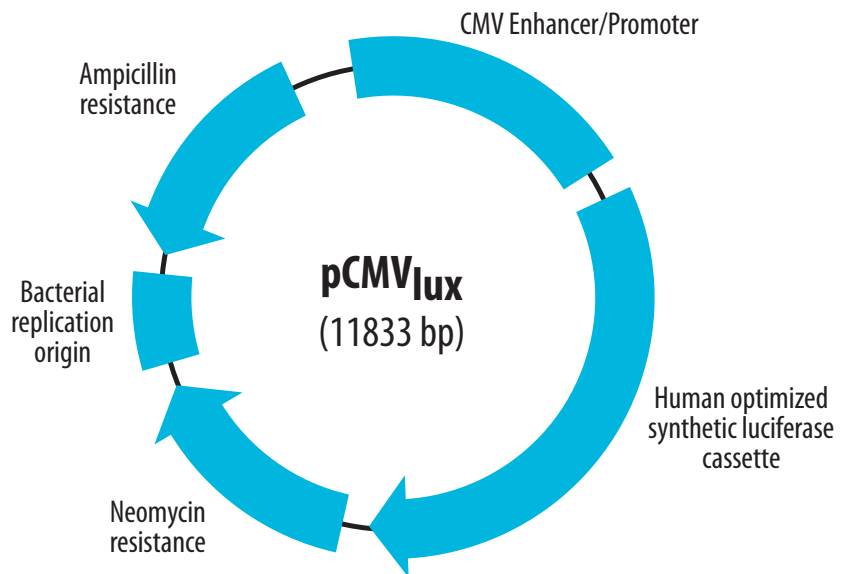 CMV Enhancer/Promoter
Ampicillin
resistance
pCMVlux
(11833 bp)
Bacterial
replication
origin
Human optimized
synthetic luciferase
cassette
Neomycin
resistance